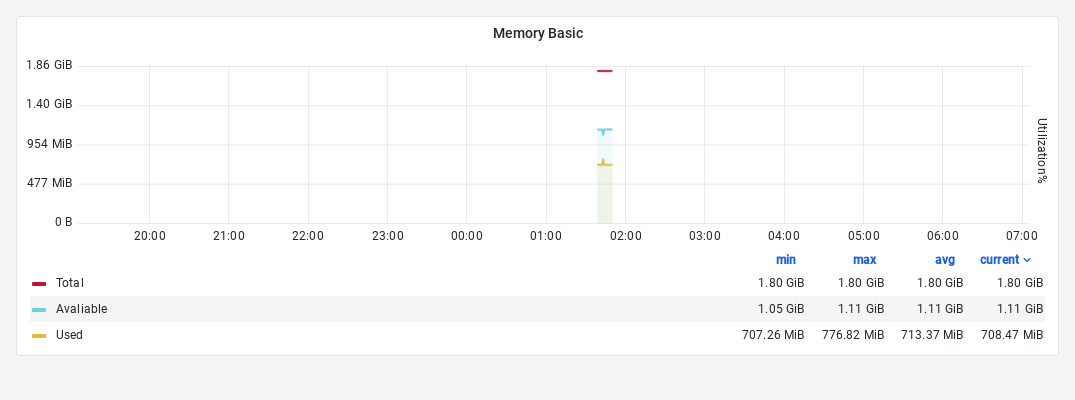 Memory Basic
1.86 GiB
1.40 GiB
954 MiB
477 MiB
0 B
Utilization%
20:00 21:00 22:00 23:00 00:00 01:00 02:00 03:00 04:00 05:00 06:00 07:00
min max avg current
Total 1.80 GiB 1.80 GiB 1.80 GiB 1.80 GiB
Avaliable 1.05 GiB 1.11 GiB 1.11 GiB 1.11 GiB
Used 707.26 MiB 776.82 MiB 713.37 MiB 708.47 MiB